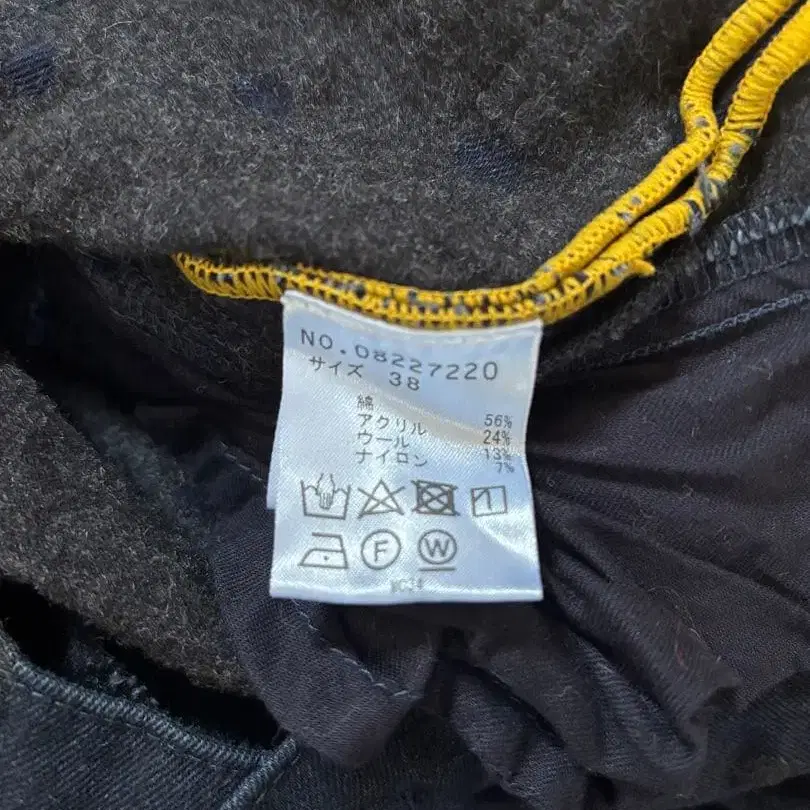 NO.08227220
サイズ 38
綿 56%
アクリル 24%
ウール 13%
ナイロン 7%
F W